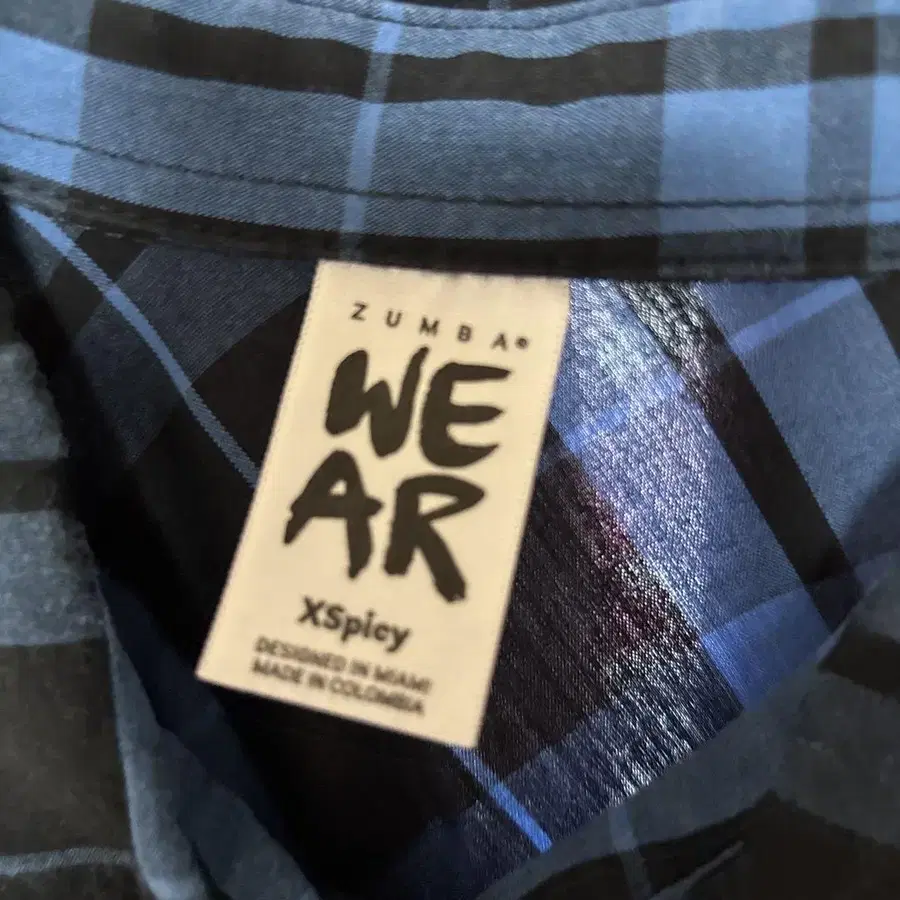 ZUMBA®
WE
AR
XSpicy
DESIGNED IN MIAMI
MADE IN COLOMBIA